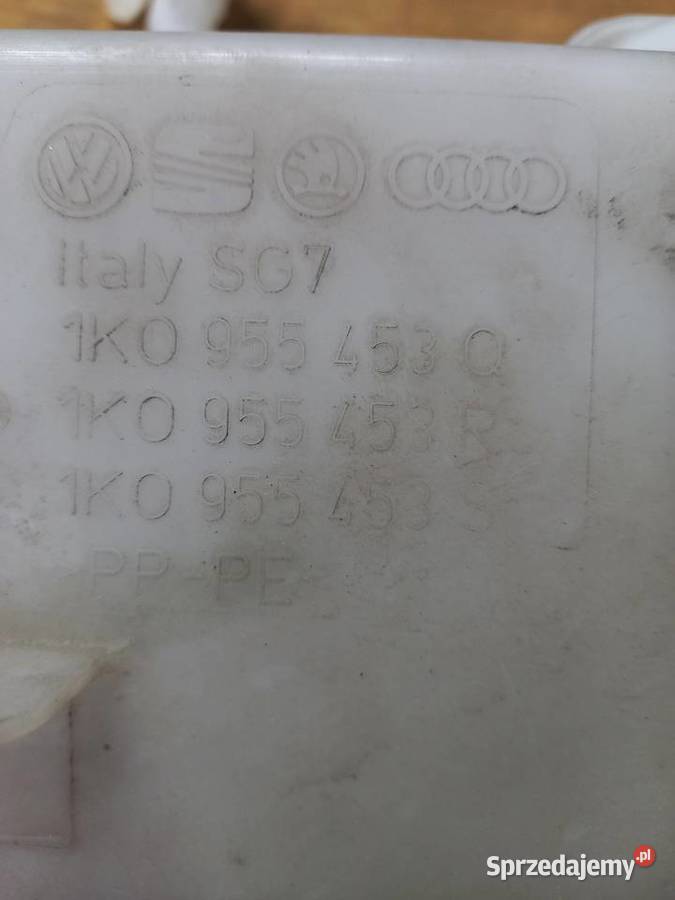 Italy SG7
1K0 955 453 Q
1K0 955 453 R
1K0 955 453 S
PP-PE
Sprzedajemy.pl